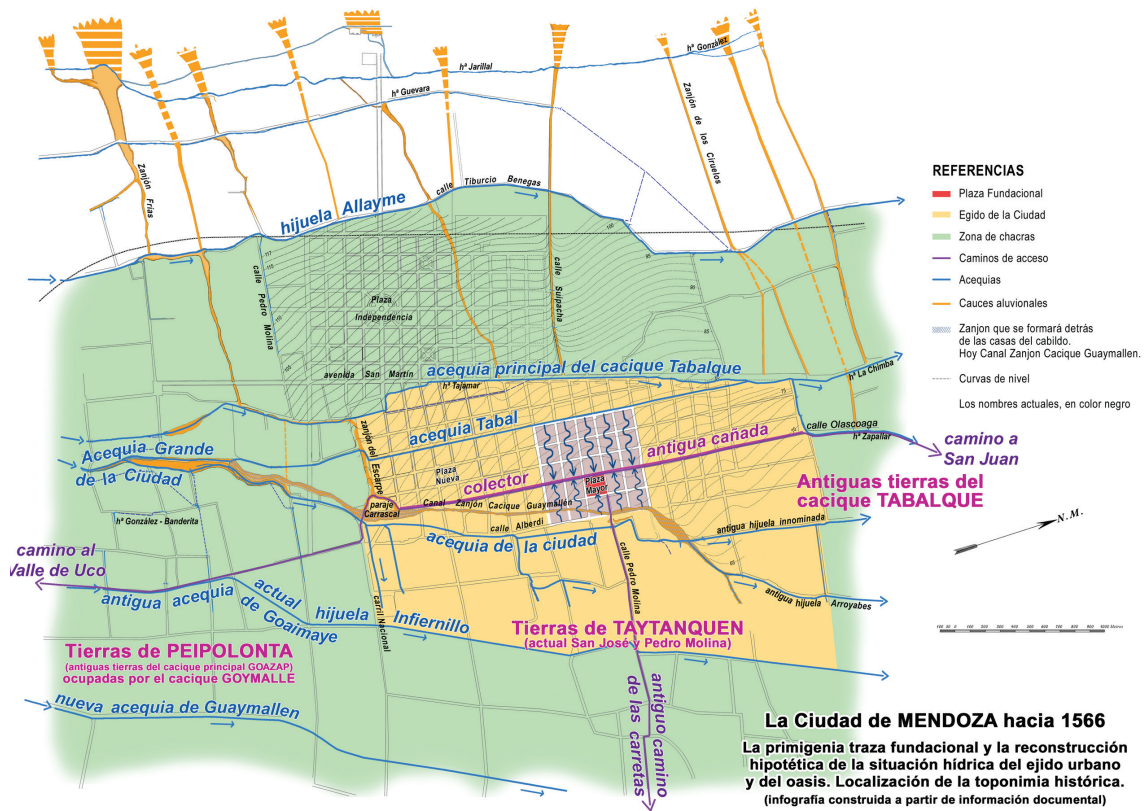 hª González
hª Jarillal
hª Guevara
Zanjón de los Ciruelos
Zanjón Frías
calle Tiburcio Benegas
hijuela Allayme
calle Pedro Molina
Plaza
Independencia
calle Suipacha
avenida San Martín
acequia principal del cacique Tabalque
hª Tajamar
hª La Chimba
acequia Tabal
zanjón del Escarpe
Acequia Grande
de la Ciudad
Plaza
Nueva
colector
antigua cañada
calle Olascoaga
hª Zapallar
camino a
San Juan
Plaza
Mayor
Antiguas tierras del
cacique TABALQUE
paraje
Carrascal
Canal Zanjón Cacique Guaymallén
calle Alberdi
acequia de la ciudad
antigua hijuela innominada
hª González - Banderita
camino al
Valle de Uco
antigua acequia
de Goaimaye
actual hijuela Infiernillo
carril Nacional
calle Pedro Molina
antigua hijuela Arroyabes
Tierras de PEIPOLONTA
(antiguas tierras del cacique principal GOAZAP)
ocupadas por el cacique GOYMALLE
Tierras de TAYTANQUEN
(actual San José y Pedro Molina)
nueva acequia de Guaymallen
antiguo camino
de las carretas
REFERENCIAS
Plaza Fundacional
Egido de la Ciudad
Zona de chacras
Caminos de acceso
Acequias
Cauces aluvionales
Zanjon que se formará detrás
de las casas del cabildo.
Hoy Canal Zanjon Cacique Guaymallen.
Curvas de nivel
Los nombres actuales, en color negro
N.M.
La Ciudad de MENDOZA hacia 1566
La primigenia traza fundacional y la reconstrucción
hipotética de la situación hídrica del ejido urbano
y del oasis. Localización de la toponimia histórica.
(infografía construida a partir de información documental)